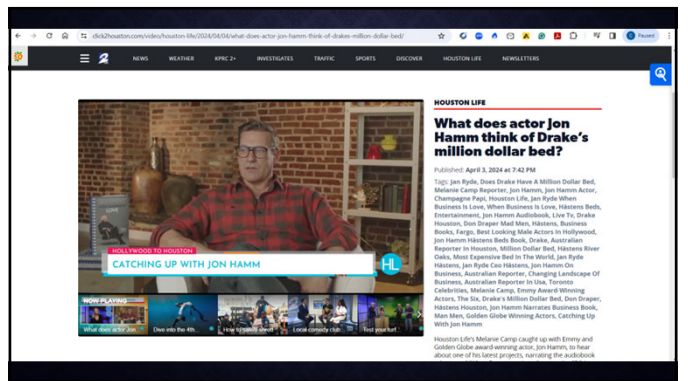 click2houston.com/video/houston-life/2024/04/04/what-does-actor-jon-hamm-think-of-drakes-million-dollar-bed/
Paused
2
NEWS WEATHER KPRC 2+ INVESTIGATES TRAFFIC SPORTS DISCOVER HOUSTON LIFE NEWSLETTERS
LOVE
HOLLYWOOD TO HOUSTON
CATCHING UP WITH JON HAMM
HL
NOW PLAYING
What does actor Jon
Dive into the 4th...
Local comedy club...
Test your turf
HOUSTON LIFE
What does actor Jon
Hamm think of Drake's
million dollar bed?
Published: April 3, 2024 at 7:42 PM
Tags: Jan Ryde, Does Drake Have A Million Dollar Bed,
Melanie Camp Reporter, Jon Hamm, Jon Hamm Actor,
Champagne Papi, Houston Life, Jan Ryde When
Business Is Love, When Business Is Love, Hästens Beds,
Entertainment, Jon Hamm Audiobook, Live Tv, Drake
Houston, Don Draper Mad Men, Hästens, Business
Books, Fargo, Best Looking Male Actors In Hollywood,
Jon Hamm Hästens Beds Book, Drake, Australian
Reporter In Houston, Million Dollar Bed, Hästens River
Oaks, Most Expensive Bed In The World, Jan Ryde
Hästens, Jan Ryde Ceo Hästens, Jon Hamm On
Business, Australian Reporter, Changing Landscape Of
Business, Australian Reporter In Usa, Toronto
Celebrities, Melanie Camp, Emmy Award Winning
Actors, The Six, Drake's Million Dollar Bed, Don Draper,
Hästens Houston, Jon Hamm Narrates Business Book,
Man Men, Golden Globe Winning Actors, Catching Up
With Jon Hamm
Houston Life's Melanie Camp caught up with Emmy and
Golden Globe award-winning actor, Jon Hamm, to hear
about one of his latest projects, narrating the audiobook